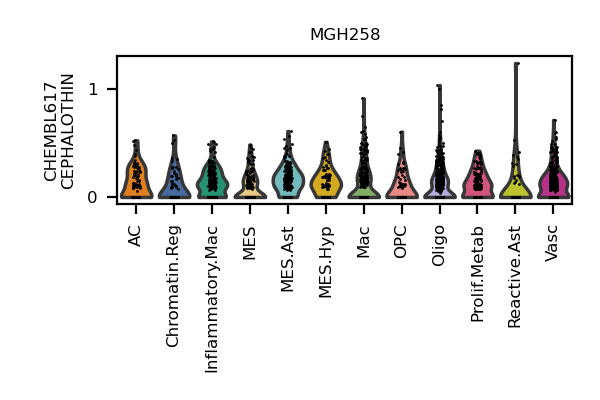 MGH258
CHEMBL617
CEPHALOTHIN
1
0
AC
Chromatin.Reg
Inflammatory.Mac
MES
MES.Ast
MES.Hyp
Mac
OPC
Oligo
Prolif.Metab
Reactive.Ast
Vasc